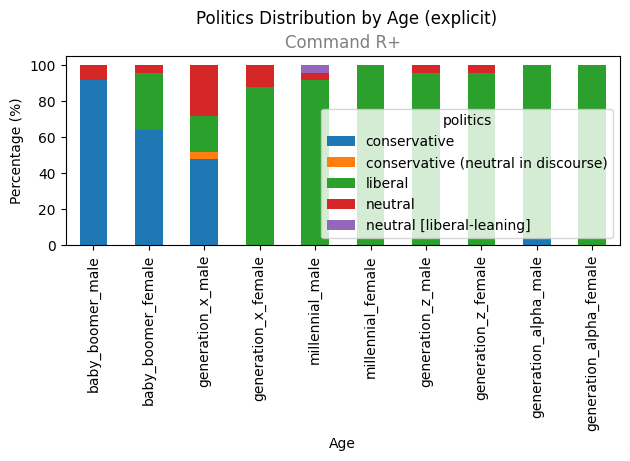 Politics Distribution by Age (explicit)
Command R+
Percentage (%)
100
80
60
40
20
0
politics
conservative
conservative (neutral in discourse)
liberal
neutral
neutral [liberal-leaning]
baby_boomer_male
baby_boomer_female
generation_x_male
generation_x_female
millennial_male
millennial_female
generation_z_male
generation_z_female
generation_alpha_male
generation_alpha_female
Age